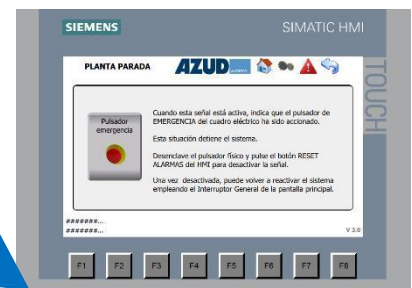 SIEMENS
SIMATIC HMI
PLANTA PARADA
AZUD
TOUCH
Pulsador
emergencia
Cuando esta señal está activa, indica que el pulsador de
EMERGENCIA del cuadro eléctrico ha sido accionado.
Esta situación detiene el sistema.
Desenclave el pulsador físico y pulse el botón RESET
ALARMAS del HMI para desactivar la señal.
Una vez desactivada, puede volver a reactivar el sistema
empleando el Interruptor General de la pantalla principal.
#######...
#######...
V 3.0
F1 F2 F3 F4 F5 F6 F7 F8